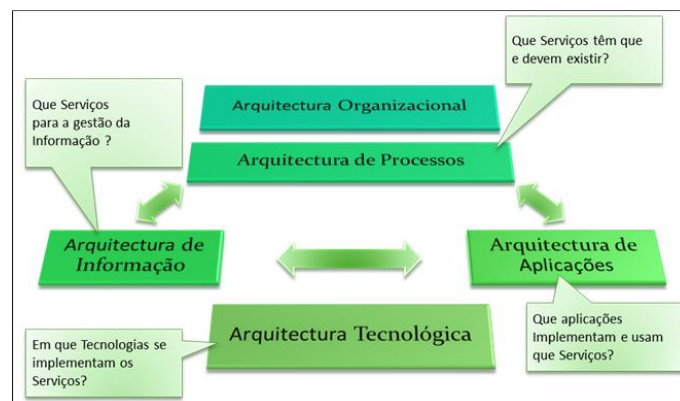 Que Serviços têm que
e devem existir?
Que Serviços
para a gestão da
Informação ?
Arquitectura Organizacional
Arquitectura de Processos
Arquitectura de
Informação
Arquitectura de
Aplicações
Arquitectura Tecnológica
Em que Tecnologias se
implementam os
Serviços?
Que aplicações
Implementam e usam
que Serviços?